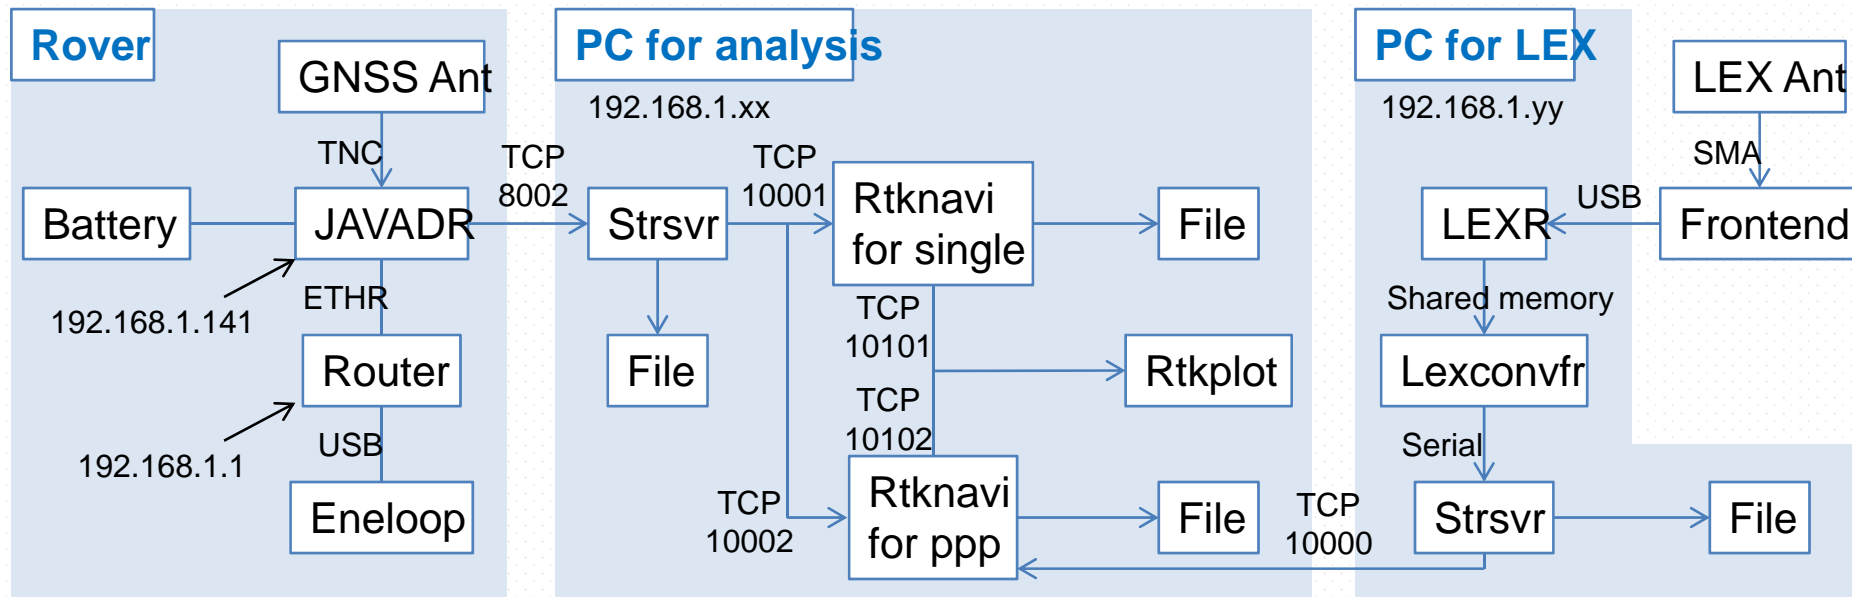 Rover
GNSS Ant
TNC
Battery
JAVADR
192.168.1.141
ETHR
Router
192.168.1.1
USB
Eneloop
TCP
8002
PC for analysis
192.168.1.xx
Strsvr
File
TCP
10001
Rtknavi
for single
File
TCP
10101
Rtkplot
TCP
10102
TCP
10002
Rtknavi
for ppp
File
TCP
10000
PC for LEX
192.168.1.yy
LEX Ant
SMA
Frontend
USB
LEXR
Shared memory
Lexconvfr
Serial
Strsvr
File